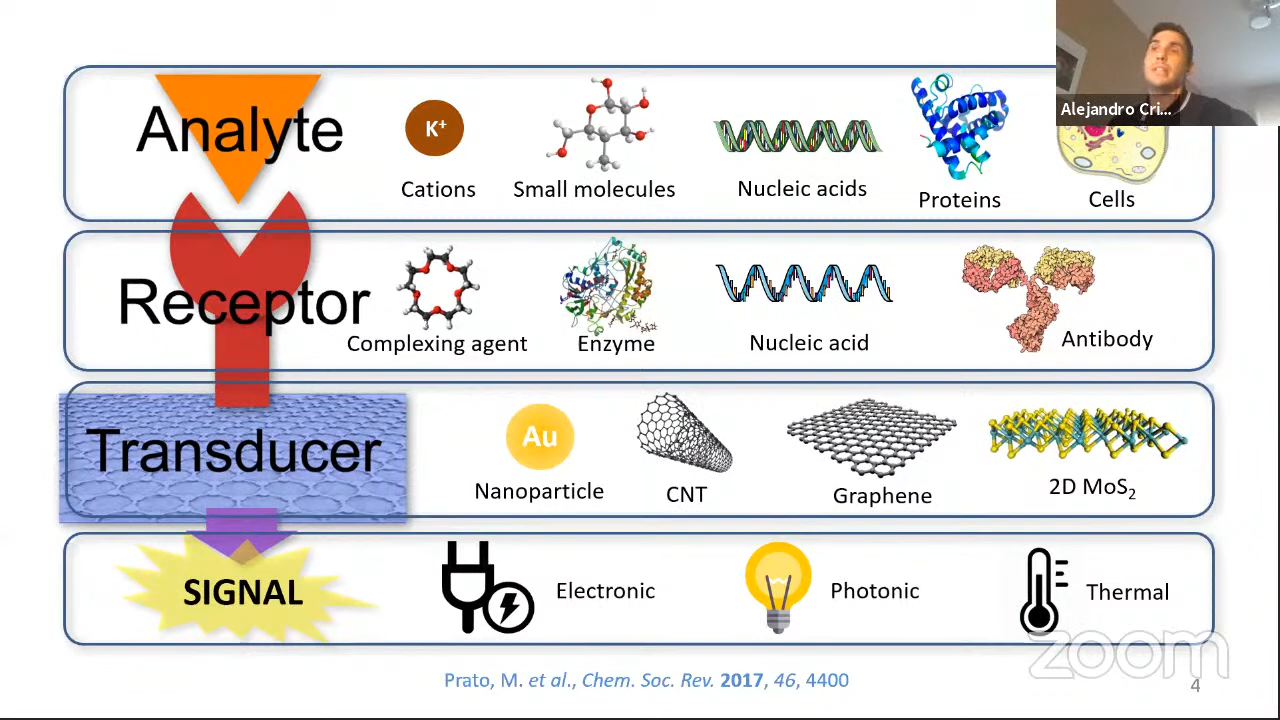 Alejandro Cri...
Analyte
K⁺
Cations
Small molecules
Nucleic acids
Proteins
Cells
Receptor
Complexing agent
Enzyme
Nucleic acid
Antibody
Transducer
Au
Nanoparticle
CNT
Graphene
2D MoS₂
SIGNAL
Electronic
Photonic
Thermal
zoom
Prato, M. et al., Chem. Soc. Rev. 2017, 46, 4400
4